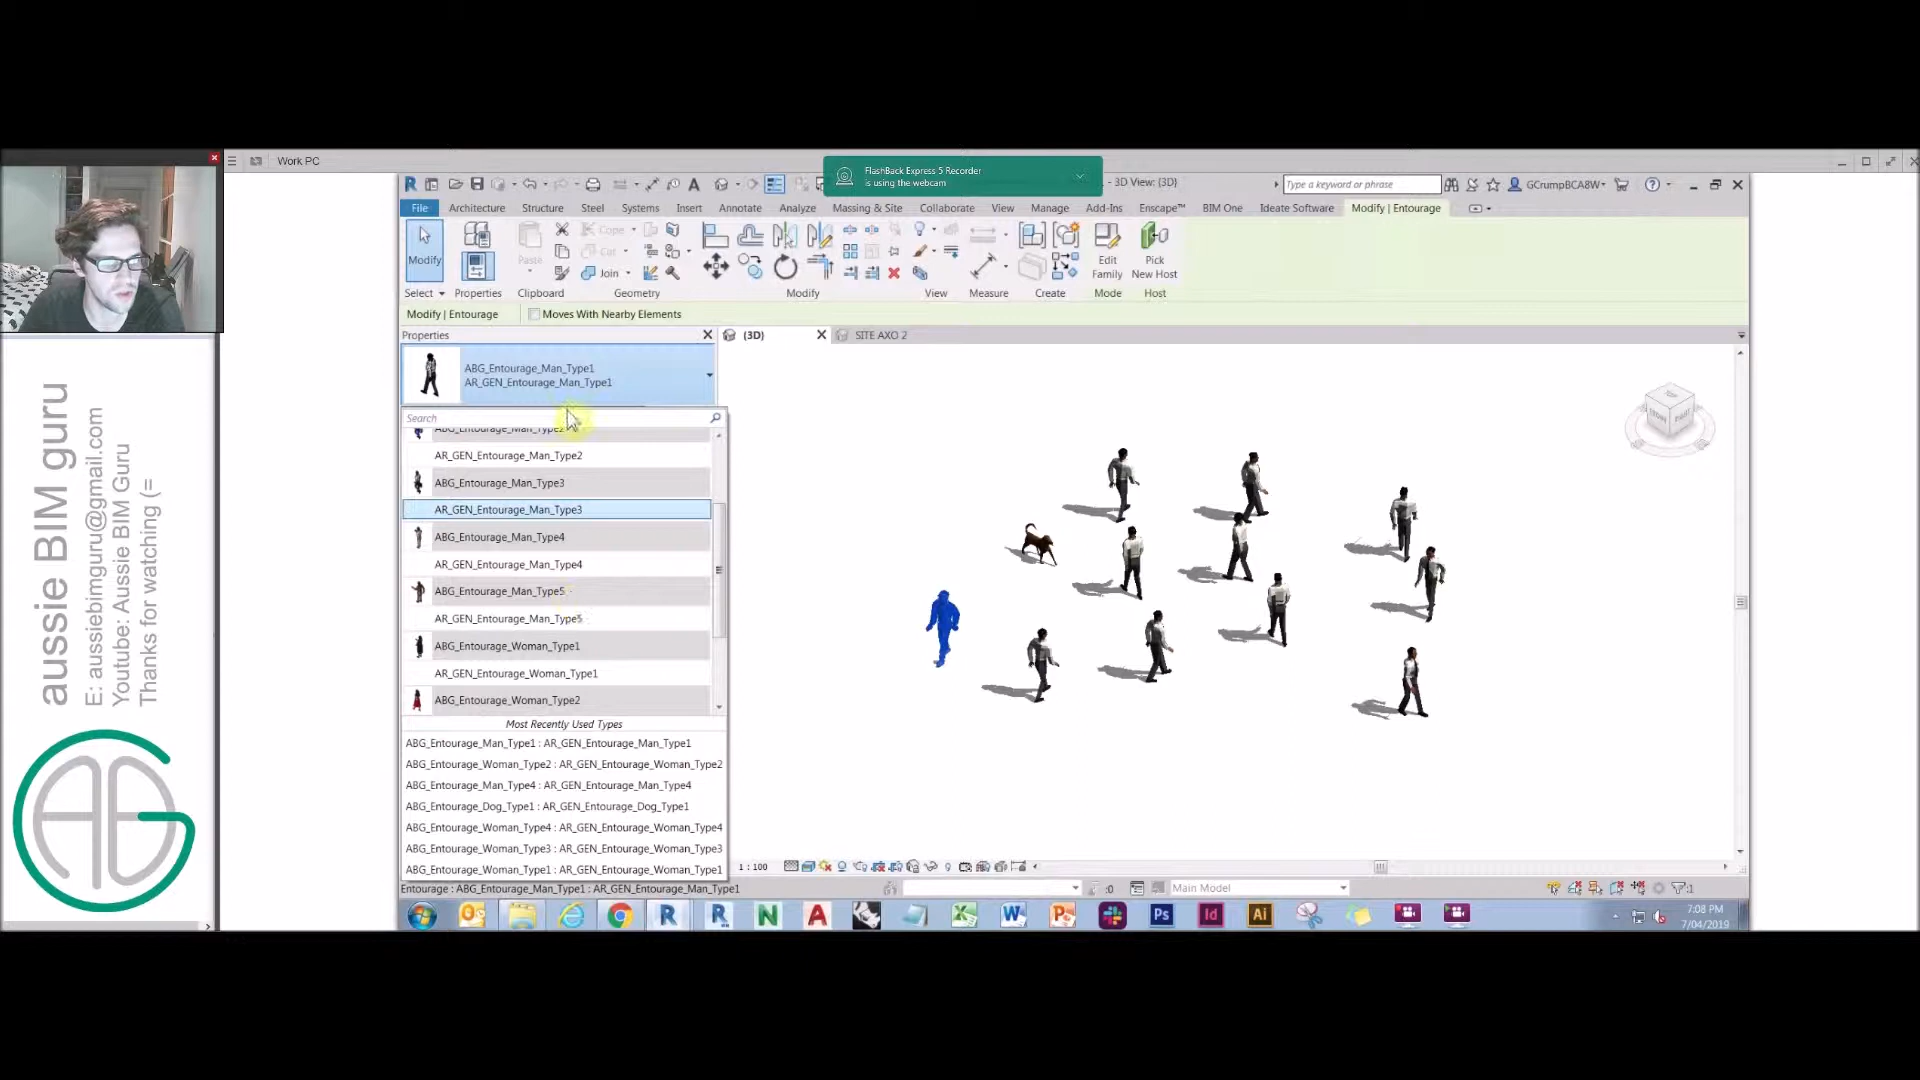 Work PC
FlashBack Express 5 Recorder
is using the webcam
- 3D View: {3D}
Type a keyword or phrase
GCrumpBCA8W
File
Architecture
Structure
Steel
Systems
Insert
Annotate
Analyze
Massing & Site
Collaborate
View
Manage
Add-Ins
Enscape™
BIM One
Ideate Software
Modify | Entourage
Modify
Paste
Cope
Cut
Join
Edit
Family
Pick
New Host
Select
Properties
Clipboard
Geometry
Modify
View
Measure
Create
Mode
Host
Modify | Entourage
Moves With Nearby Elements
Properties
{3D}
SITE AXO 2
ABG_Entourage_Man_Type1
AR_GEN_Entourage_Man_Type1
Search
ABG_Entourage_Man_Type2
AR_GEN_Entourage_Man_Type2
ABG_Entourage_Man_Type3
AR_GEN_Entourage_Man_Type3
ABG_Entourage_Man_Type4
AR_GEN_Entourage_Man_Type4
ABG_Entourage_Man_Type5
AR_GEN_Entourage_Man_Type5
ABG_Entourage_Woman_Type1
AR_GEN_Entourage_Woman_Type1
ABG_Entourage_Woman_Type2
Most Recently Used Types
ABG_Entourage_Man_Type1 : AR_GEN_Entourage_Man_Type1
ABG_Entourage_Woman_Type2 : AR_GEN_Entourage_Woman_Type2
ABG_Entourage_Man_Type4 : AR_GEN_Entourage_Man_Type4
ABG_Entourage_Dog_Type1 : AR_GEN_Entourage_Dog_Type1
ABG_Entourage_Woman_Type4 : AR_GEN_Entourage_Woman_Type4
ABG_Entourage_Woman_Type3 : AR_GEN_Entourage_Woman_Type3
ABG_Entourage_Woman_Type1 : AR_GEN_Entourage_Woman_Type1
Entourage : ABG_Entourage_Man_Type1 : AR_GEN_Entourage_Man_Type1
1 : 100
:0
Main Model
:1
7:08 PM
7/04/2019
aussie BIM guru
E: aussiebimguru@gmail.com
Youtube: Aussie BIM Guru
Thanks for watching (=